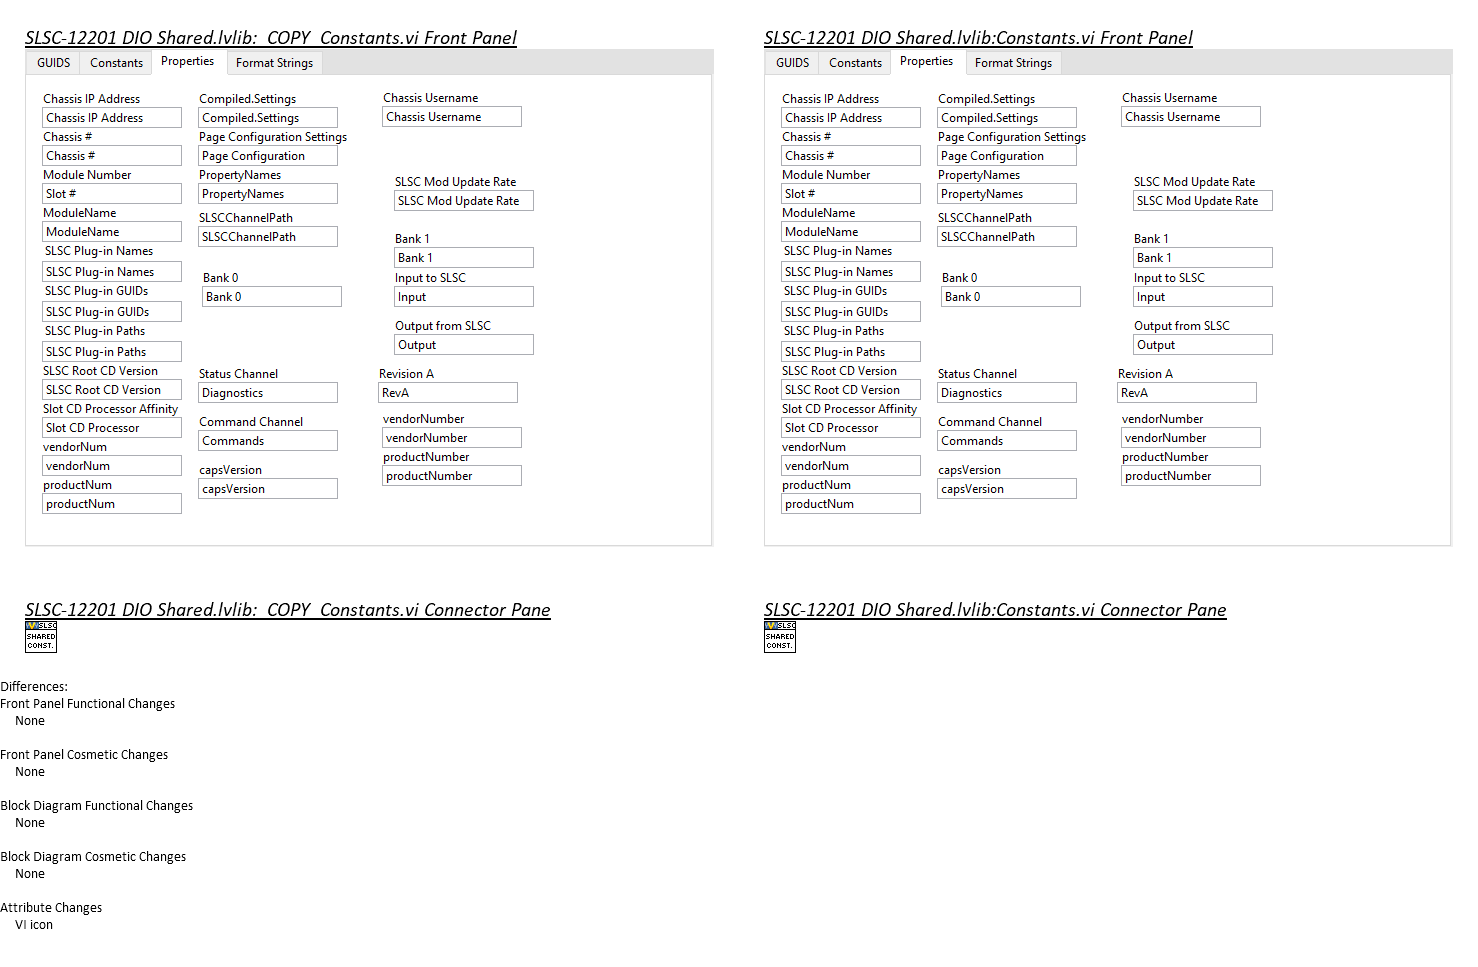 SLSC-12201 DIO Shared.lvlib:_COPY_Constants.vi Front Panel
GUIDS Constants Properties Format Strings
Chassis IP Address
Chassis IP Address
Chassis #
Chassis #
Module Number
Slot #
ModuleName
ModuleName
SLSC Plug-in Names
SLSC Plug-in Names
SLSC Plug-in GUIDs
SLSC Plug-in GUIDs
SLSC Plug-in Paths
SLSC Plug-in Paths
SLSC Root CD Version
SLSC Root CD Version
Slot CD Processor Affinity
Slot CD Processor
vendorNum
vendorNum
productNum
productNum
Compiled.Settings
Compiled.Settings
Page Configuration Settings
Page Configuration
PropertyNames
PropertyNames
SLSCChannelPath
SLSCChannelPath
Bank 0
Bank 0
Status Channel
Diagnostics
Command Channel
Commands
capsVersion
capsVersion
Chassis Username
Chassis Username
SLSC Mod Update Rate
SLSC Mod Update Rate
Bank 1
Bank 1
Input to SLSC
Input
Output from SLSC
Output
Revision A
RevA
vendorNumber
vendorNumber
productNumber
productNumber
SLSC-12201 DIO Shared.lvlib:Constants.vi Front Panel
GUIDS Constants Properties Format Strings
Chassis IP Address
Chassis IP Address
Chassis #
Chassis #
Module Number
Slot #
ModuleName
ModuleName
SLSC Plug-in Names
SLSC Plug-in Names
SLSC Plug-in GUIDs
SLSC Plug-in GUIDs
SLSC Plug-in Paths
SLSC Plug-in Paths
SLSC Root CD Version
SLSC Root CD Version
Slot CD Processor Affinity
Slot CD Processor
vendorNum
vendorNum
productNum
productNum
Compiled.Settings
Compiled.Settings
Page Configuration Settings
Page Configuration
PropertyNames
PropertyNames
SLSCChannelPath
SLSCChannelPath
Bank 0
Bank 0
Status Channel
Diagnostics
Command Channel
Commands
capsVersion
capsVersion
Chassis Username
Chassis Username
SLSC Mod Update Rate
SLSC Mod Update Rate
Bank 1
Bank 1
Input to SLSC
Input
Output from SLSC
Output
Revision A
RevA
vendorNumber
vendorNumber
productNumber
productNumber
SLSC-12201 DIO Shared.lvlib:_COPY_Constants.vi Connector Pane
SLSC
SHARED
CONST.
SLSC-12201 DIO Shared.lvlib:Constants.vi Connector Pane
SLSC
SHARED
CONST.
Differences:
Front Panel Functional Changes
None
Front Panel Cosmetic Changes
None
Block Diagram Functional Changes
None
Block Diagram Cosmetic Changes
None
Attribute Changes
VI icon